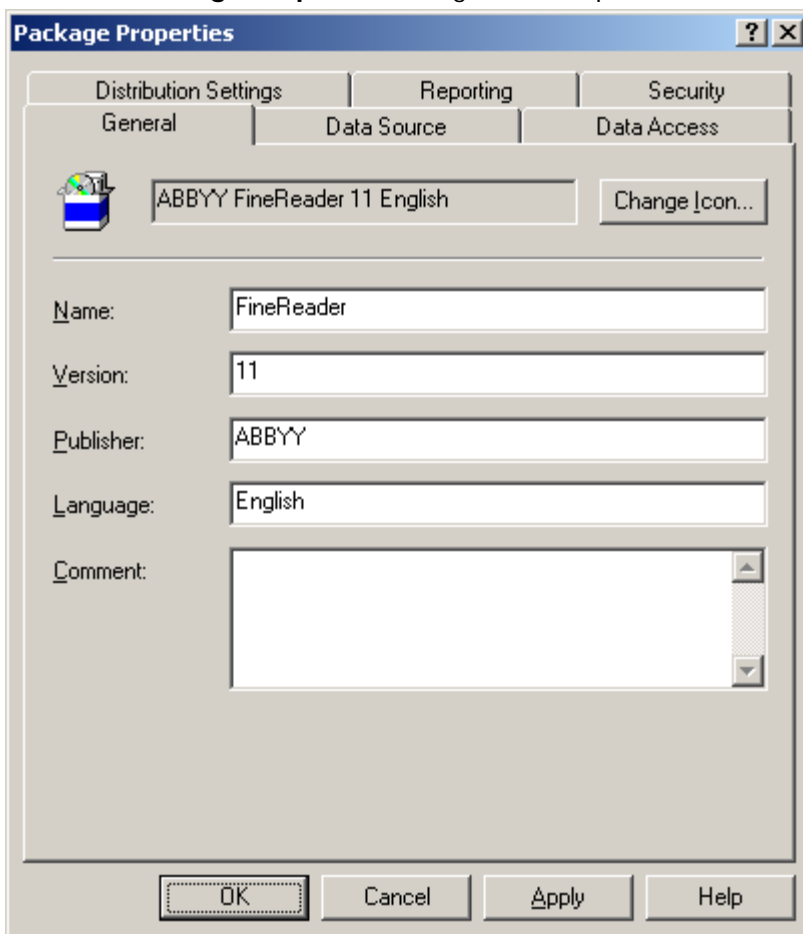 Package Properties
Distribution Settings Reporting Security
General Data Source Data Access
ABBYY FineReader 11 English Change Icon...
Name: FineReader
Version: 11
Publisher: ABBYY
Language: English
Comment:
OK Cancel Apply Help